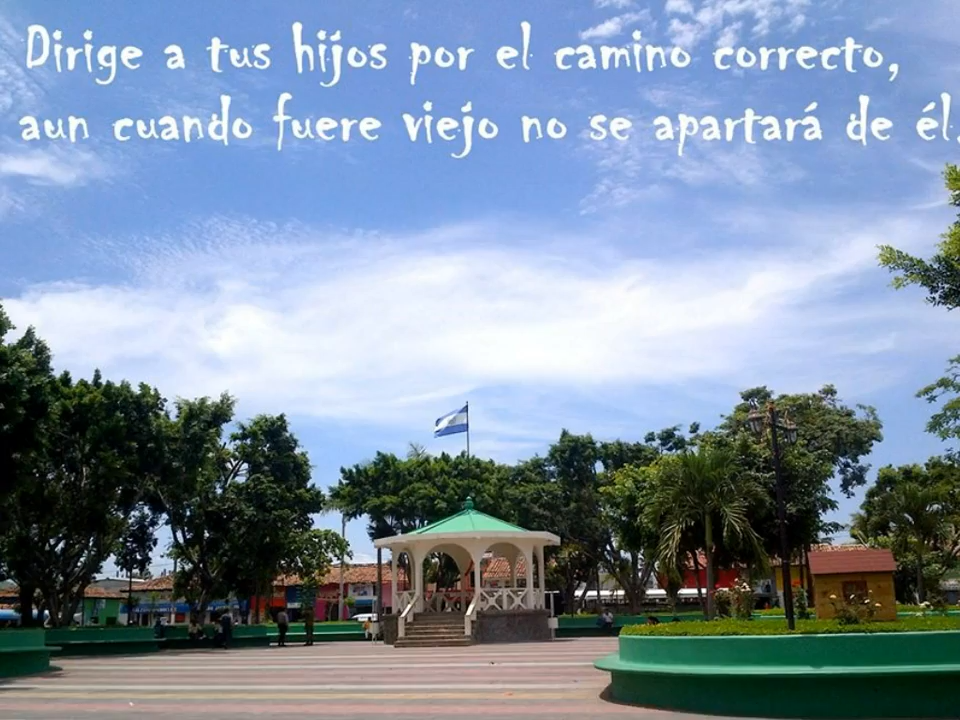 Dirige a tus hijos por el camino correcto,
aun cuando fuere viejo no se apartará de él.